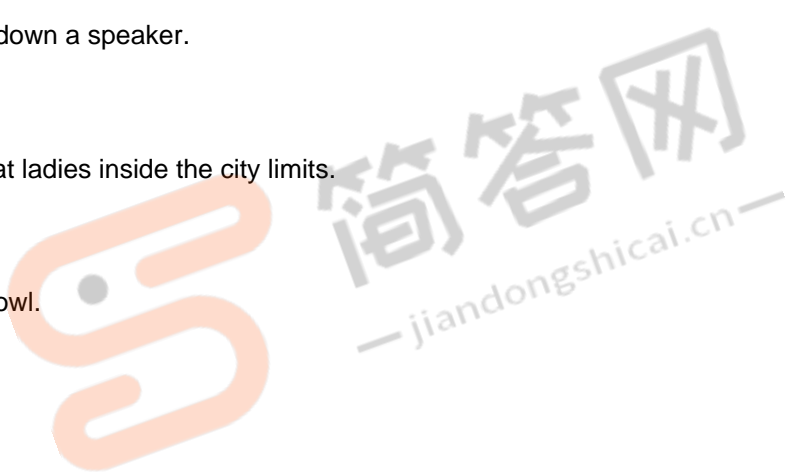 down a speaker.
at ladies inside the city limits.
owl.
简答网
jiandongshicai.cn